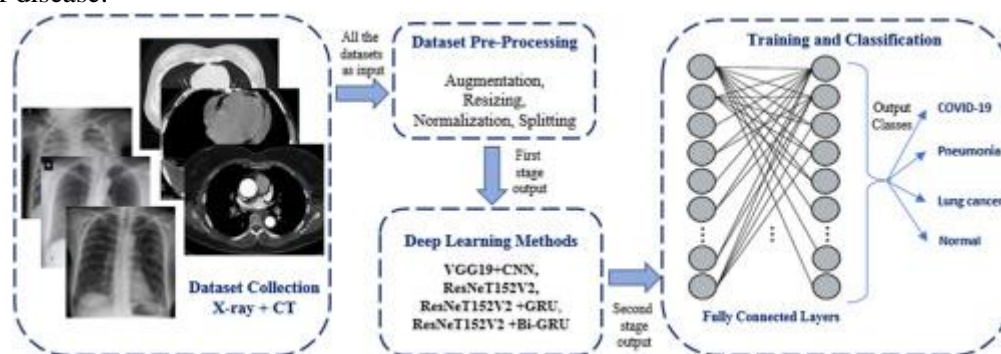 disease.
Dataset Collection
X-ray + CT
All the
datasets
as input
Dataset Pre-Processing
Augmentation,
Resizing,
Normalization, Splitting
First
stage
output
Deep Learning Methods
VGG19+CNN,
ResNeT152V2,
ResNeT152V2 +GRU,
ResNeT152V2 +Bi-GRU
Second
stage
output
Training and Classification
Output
Classes
COVID-19
Pneumonia
Lung cancer
Normal
Fully Connected Layers